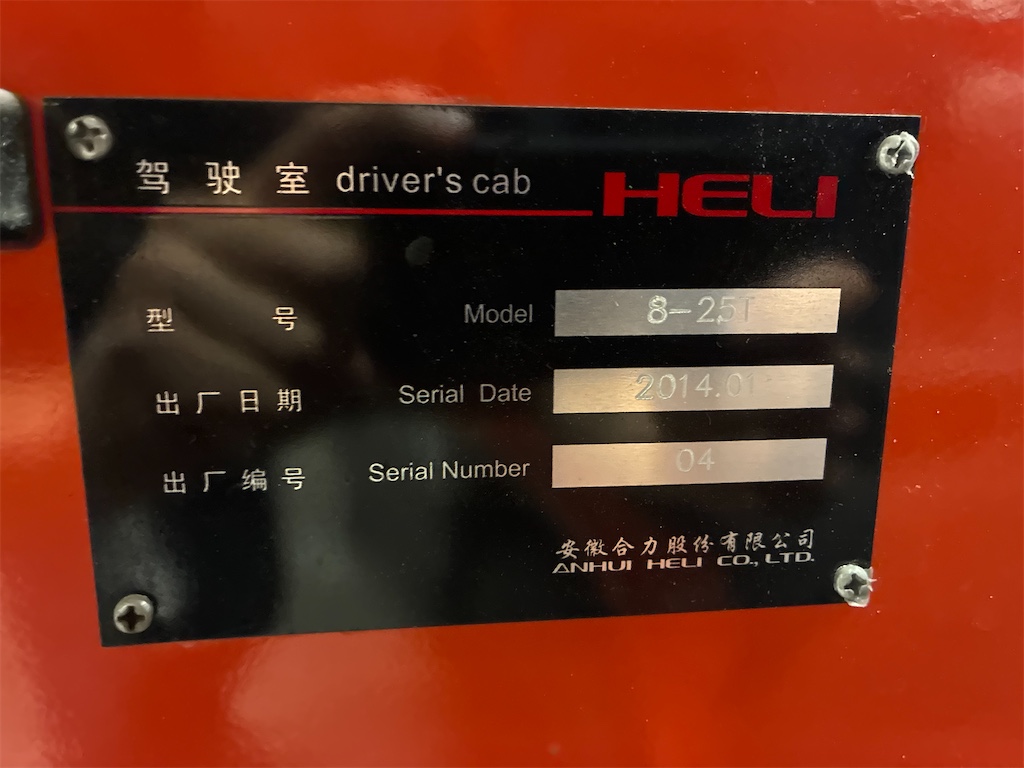 驾驶室 driver's cab HELI
型号 Model 8-25T
出厂日期 Serial Date 2014.01
出厂编号 Serial Number 04
安徽合力股份有限公司
ANHUI HELI CO., LTD.